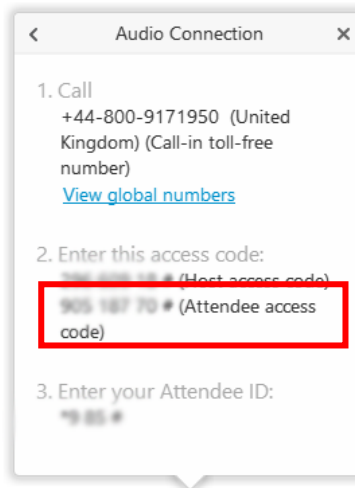 Audio Connection
1. Call
+44-800-9171950 (United
Kingdom) (Call-in toll-free
number)
View global numbers
2. Enter this access code:
# (Host access code)
# (Attendee access
code)
3. Enter your Attendee ID: